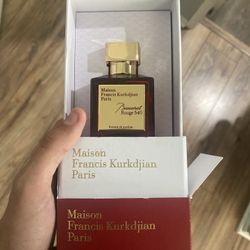 Maison
Francis Kurkdjian
Paris
Baccarat
Rouge 540
Maison
Francis Kurkdjian
Paris
Maison
Francis Kurkdjian
Paris